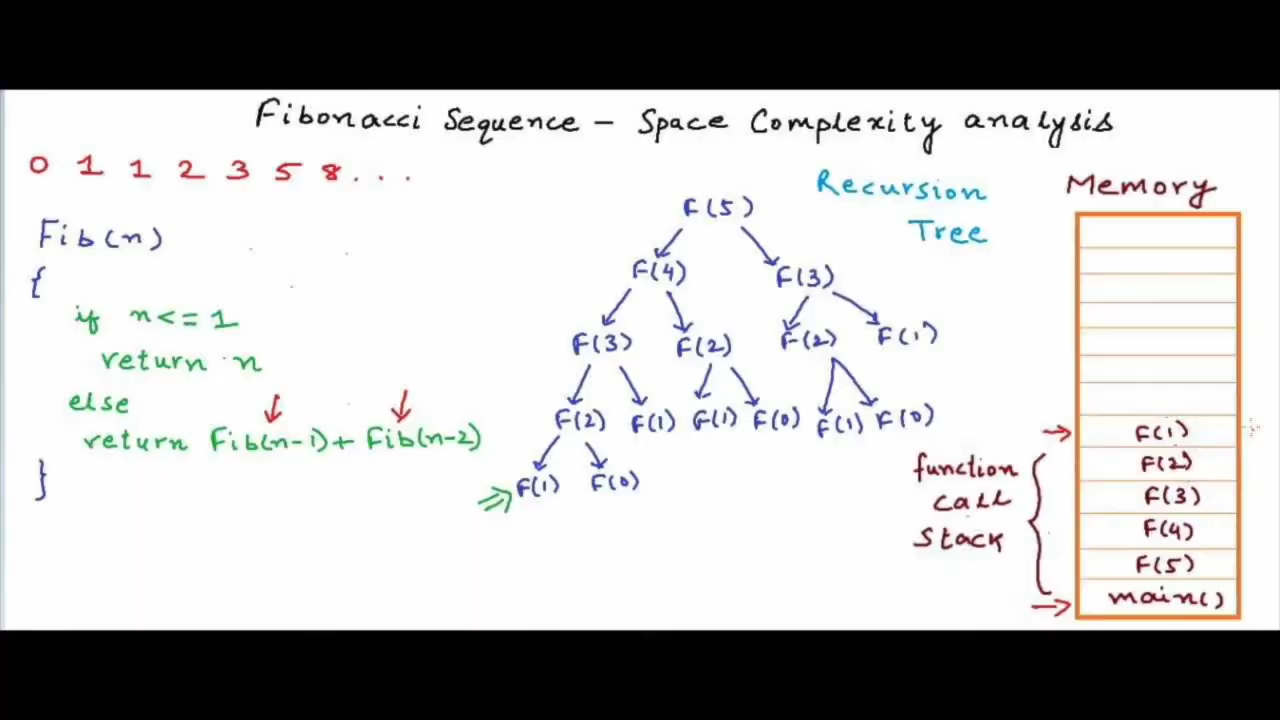 Fibonacci Sequence - Space Complexity analysis
0 1 1 2 3 5 8...
Fib(n)
{
if n<=1
return n
else
return Fib(n-1)+Fib(n-2)
}
Recursion
Tree
F(5)
F(4) F(3)
F(3) F(2) F(2) F(1)
F(2) F(1) F(1) F(0) F(1) F(0)
F(1) F(0)
Memory
function
call
stack
F(1)
F(2)
F(3)
F(4)
F(5)
main()